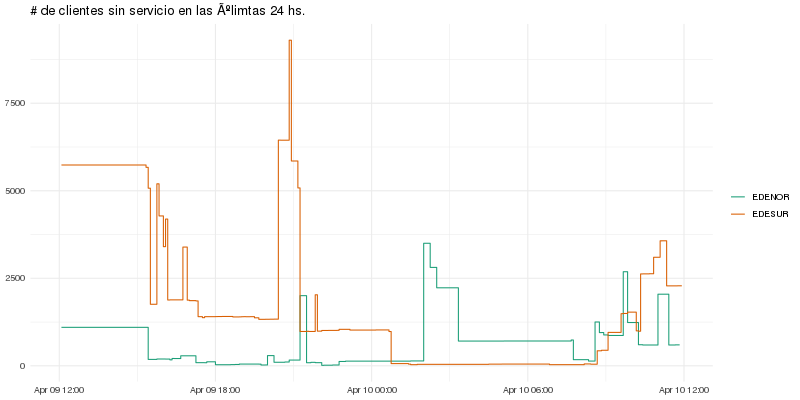 # de clientes sin servicio en las Ãºlimtas 24 hs.
7500
5000
2500
0
Apr 09 12:00
Apr 09 18:00
Apr 10 00:00
Apr 10 06:00
Apr 10 12:00
EDENOR
EDESUR